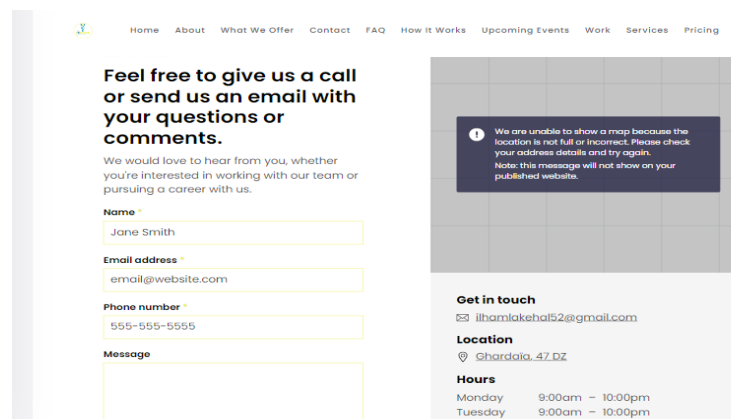 Home About What We Offer Contact FAQ How It Works Upcoming Events Work Services Pricing
Feel free to give us a call
or send us an email with
your questions or
comments.
We would love to hear from you, whether
you're interested in working with our team or
pursuing a career with us.
Name *
Jane Smith
Email address *
email@website.com
Phone number *
555-555-5555
Message
We are unable to show a map because the
location is not full or incorrect. Please check
your address details and try again.
Note: this message will not show on your
published website.
Get in touch
ilhamlakehal52@gmail.com
Location
Ghardaïa, 47 DZ
Hours
Monday 9:00am – 10:00pm
Tuesday 9:00am – 10:00pm